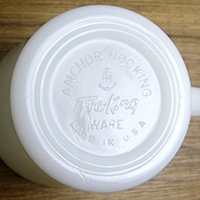 ANCHOR HOCKING
Fire-King
WARE
MADE IN U.S.A